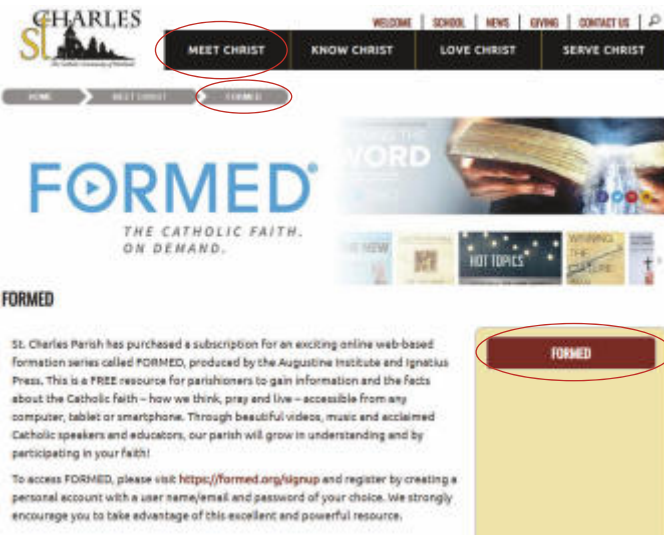 St. CHARLES
WELCOME | SCHOOL | NEWS | GIVING | CONTACT US
MEET CHRIST KNOW CHRIST LOVE CHRIST SERVE CHRIST
HOME MEET CHRIST FORMED
FORMED®
THE CATHOLIC FAITH.
ON DEMAND.
WORD
HOT TOPICS
FORMED
St. Charles Parish has purchased a subscription for an exciting online web-based
formation series called FORMED, produced by the Augustine Institute and Ignatius
Press. This is a FREE resource for parishioners to gain information and the facts
about the Catholic faith – how we think, pray and live – accessible from any
computer, tablet or smartphone. Through beautiful videos, music and acclaimed
Catholic speakers and educators, our parish will grow in understanding and by
participating in your faith!
To access FORMED, please visit https://formed.org/signup and register by creating a
personal account with a user name/email and password of your choice. We strongly
encourage you to take advantage of this excellent and powerful resource.
FORMED